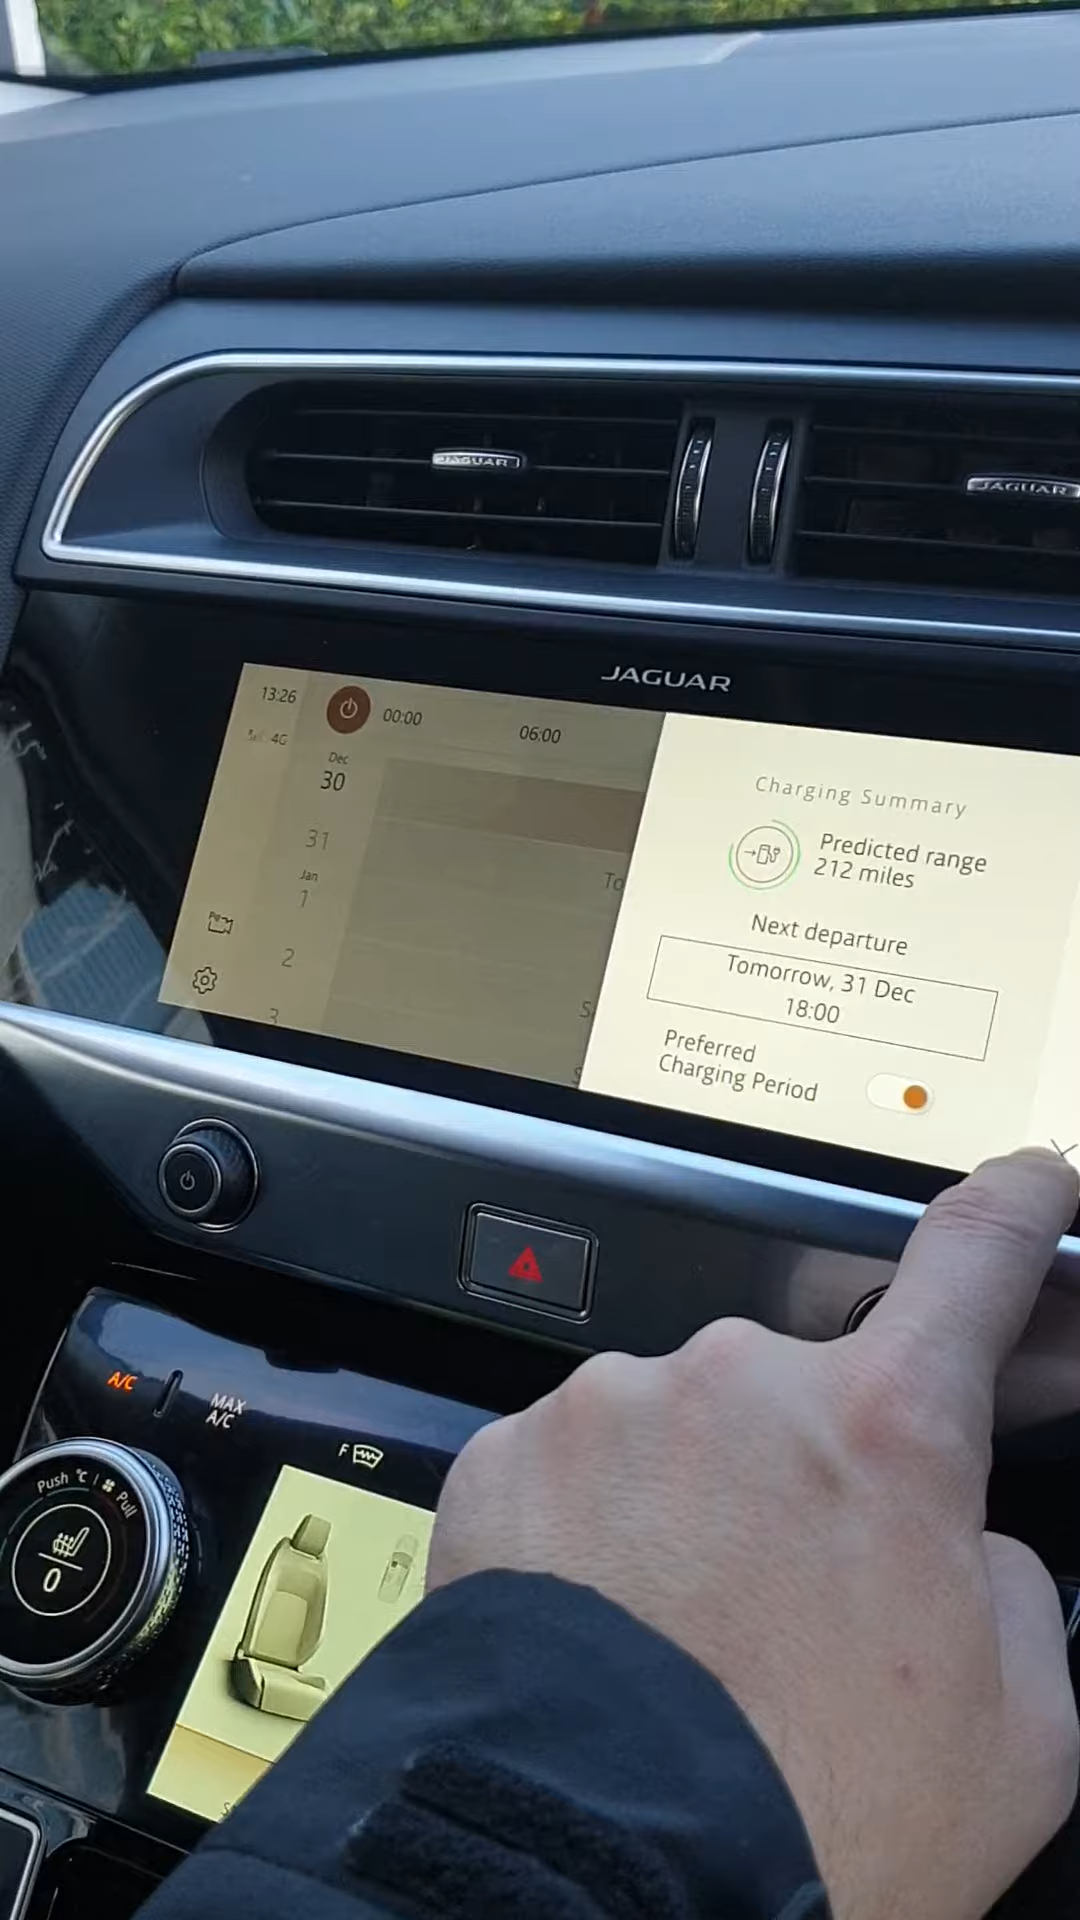 JAGUAR
JAGUAR
JAGUAR
13:26
4G
00:00
06:00
Dec
30
31
Jan
1
2
3
To
Charging Summary
Predicted range
212 miles
Next departure
Tomorrow, 31 Dec
18:00
Preferred
Charging Period
A/C
MAX
A/C
F
Push °C | Pull
0